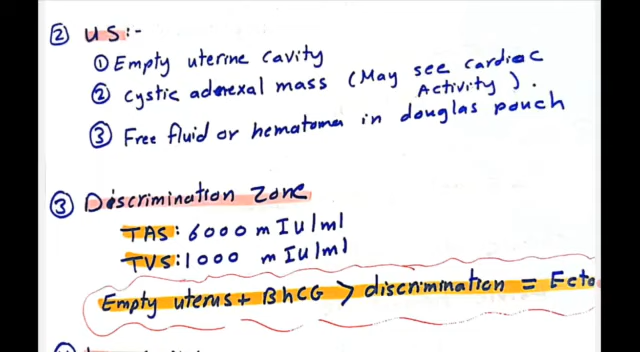 ② US:-
① Empty uterine cavity
② Cystic adenexal mass (May see cardiac
Activity).
③ Free fluid or hematoma in douglas pouch
③ Discrimination Zone
TAS: 6000 mIu/ml
TVS: 1000 mIu/ml
Empty uterus + BhCG > discrimination = Ecto